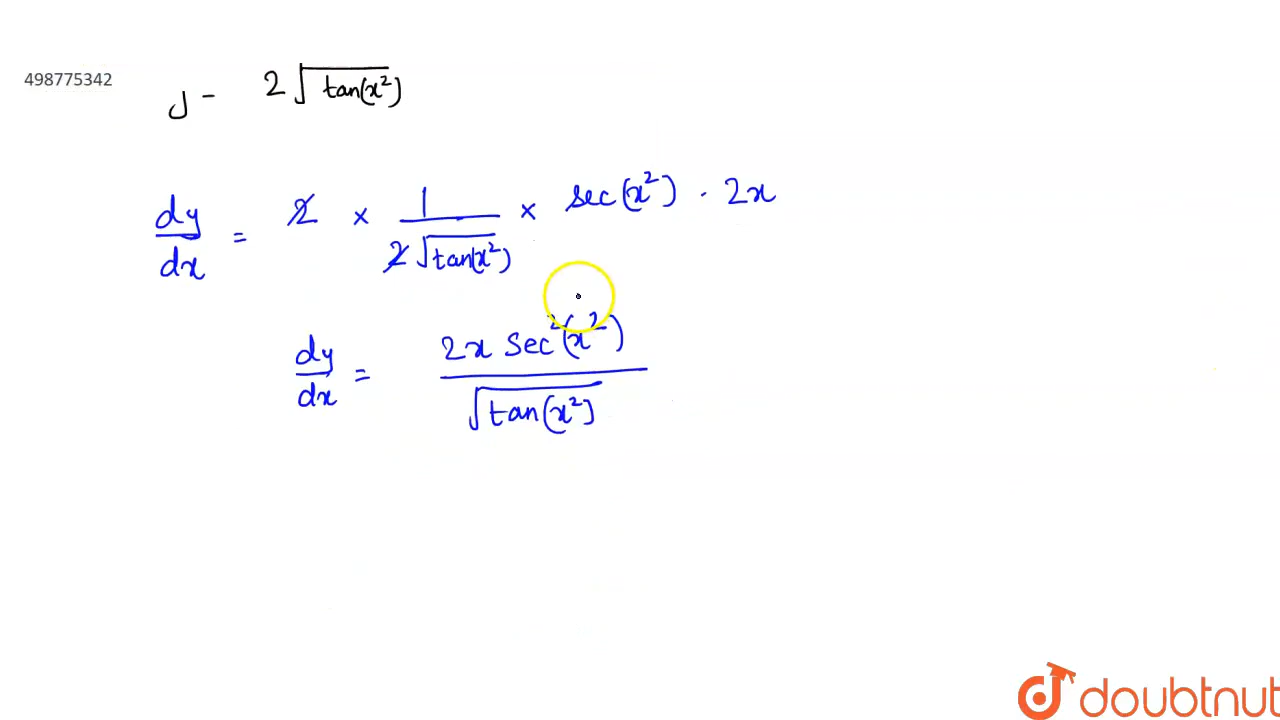 498775342
y = 2√tan(x²)
dy/dx = 2 × 1/2√tan(x²) × sec(x²) · 2x
dy/dx = 2x sec²(x²)/√tan(x²)
doubtnut